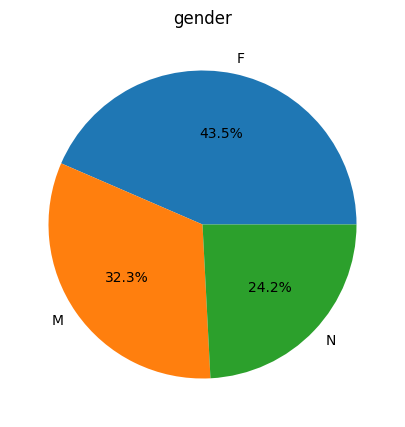 gender
F
43.5%
32.3%
24.2%
M
N